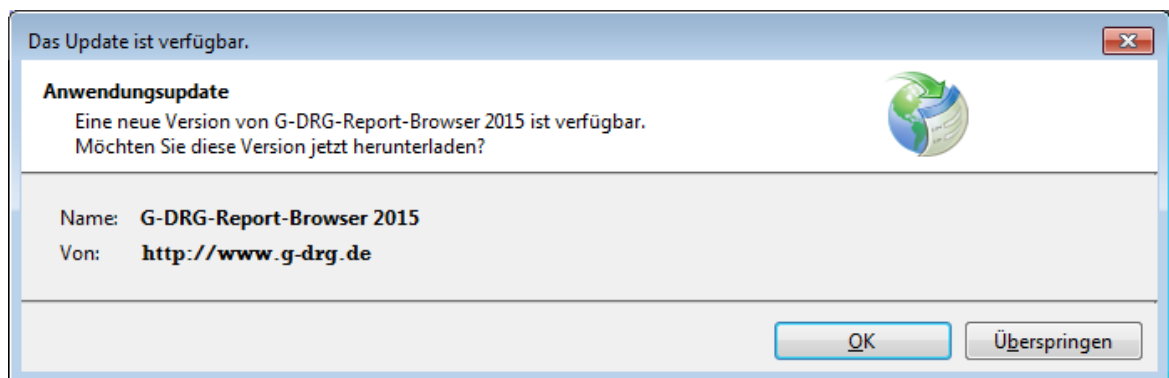 Das Update ist verfügbar.
Anwendungsupdate
Eine neue Version von G-DRG-Report-Browser 2015 ist verfügbar.
Möchten Sie diese Version jetzt herunterladen?
Name: G-DRG-Report-Browser 2015
Von: http://www.g-drg.de
OK Überspringen